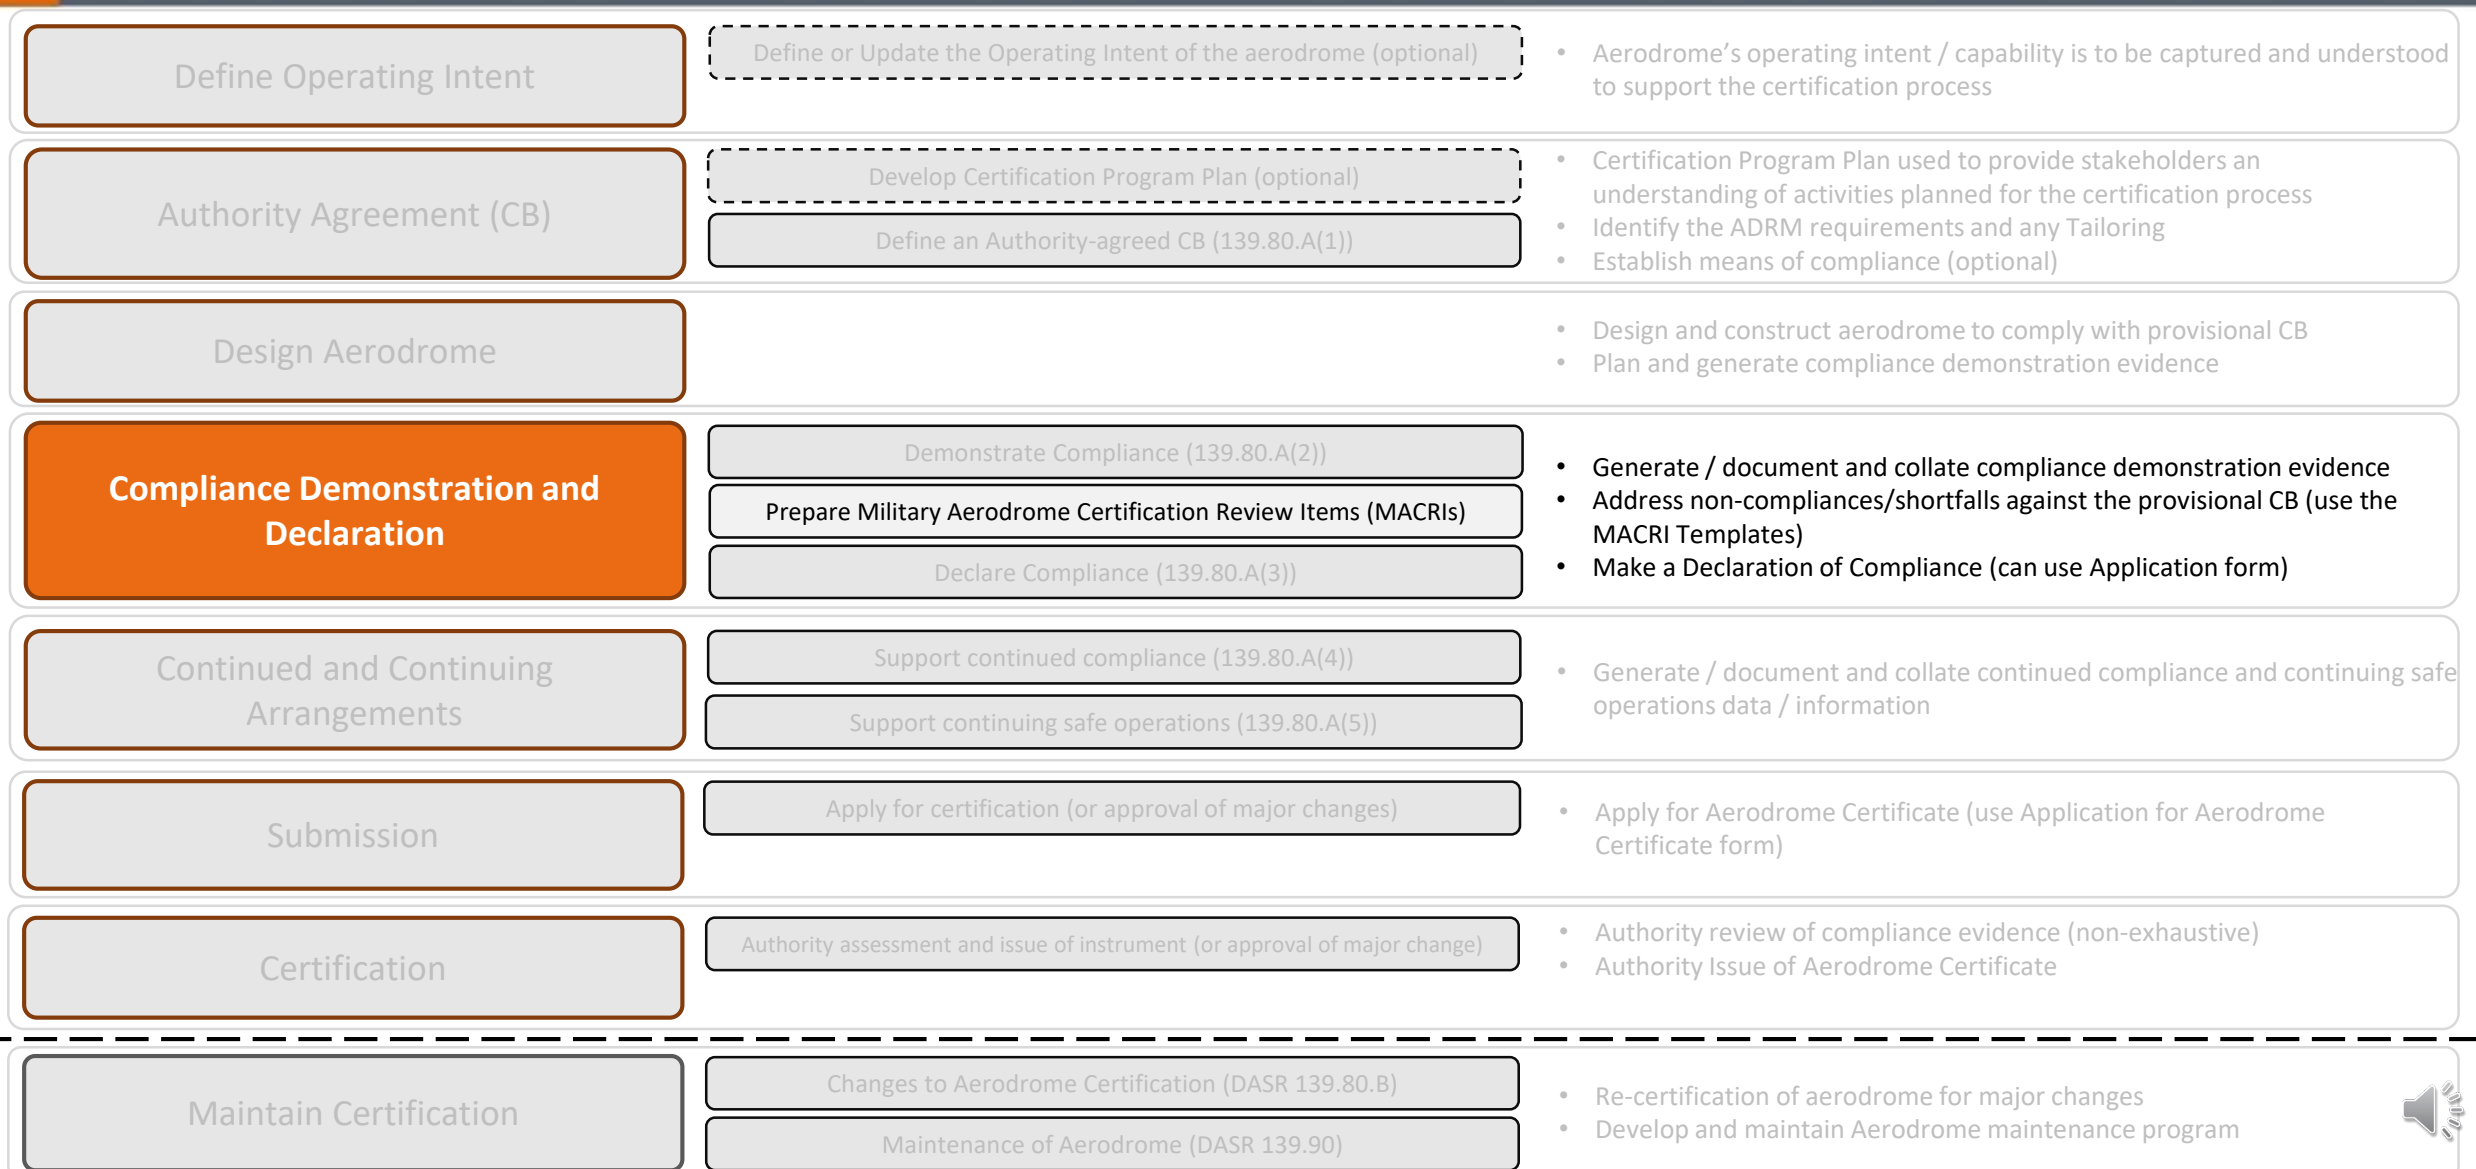 Define Operating Intent
Define or Update the Operating Intent of the aerodrome (optional)
• Aerodrome's operating intent / capability is to be captured and understood
to support the certification process
Authority Agreement (CB)
Develop Certification Program Plan (optional)
Define an Authority-agreed CB (139.80.A(1))
• Certification Program Plan used to provide stakeholders an
understanding of activities planned for the certification process
• Identify the ADRM requirements and any Tailoring
• Establish means of compliance (optional)
Design Aerodrome
• Design and construct aerodrome to comply with provisional CB
• Plan and generate compliance demonstration evidence
Compliance Demonstration and
Declaration
Demonstrate Compliance (139.80.A(2))
Prepare Military Aerodrome Certification Review Items (MACRIs)
Declare Compliance (139.80.A(3))
• Generate / document and collate compliance demonstration evidence
• Address non-compliances/shortfalls against the provisional CB (use the
MACRI Templates)
• Make a Declaration of Compliance (can use Application form)
Continued and Continuing
Arrangements
Support continued compliance (139.80.A(4))
Support continuing safe operations (139.80.A(5))
• Generate / document and collate continued compliance and continuing safe
operations data / information
Submission
Apply for certification (or approval of major changes)
• Apply for Aerodrome Certificate (use Application for Aerodrome
Certificate form)
Certification
Authority assessment and issue of instrument (or approval of major change)
• Authority review of compliance evidence (non-exhaustive)
• Authority Issue of Aerodrome Certificate
Maintain Certification
Changes to Aerodrome Certification (DASR 139.80.B)
Maintenance of Aerodrome (DASR 139.90)
• Re-certification of aerodrome for major changes
• Develop and maintain Aerodrome maintenance program